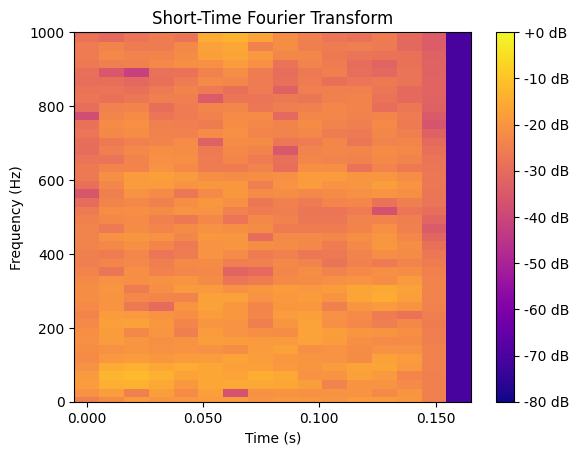 Short-Time Fourier Transform
1000
800
600
400
200
0
Frequency (Hz)
0.000
0.050
0.100
0.150
Time (s)
+0 dB
-10 dB
-20 dB
-30 dB
-40 dB
-50 dB
-60 dB
-70 dB
-80 dB